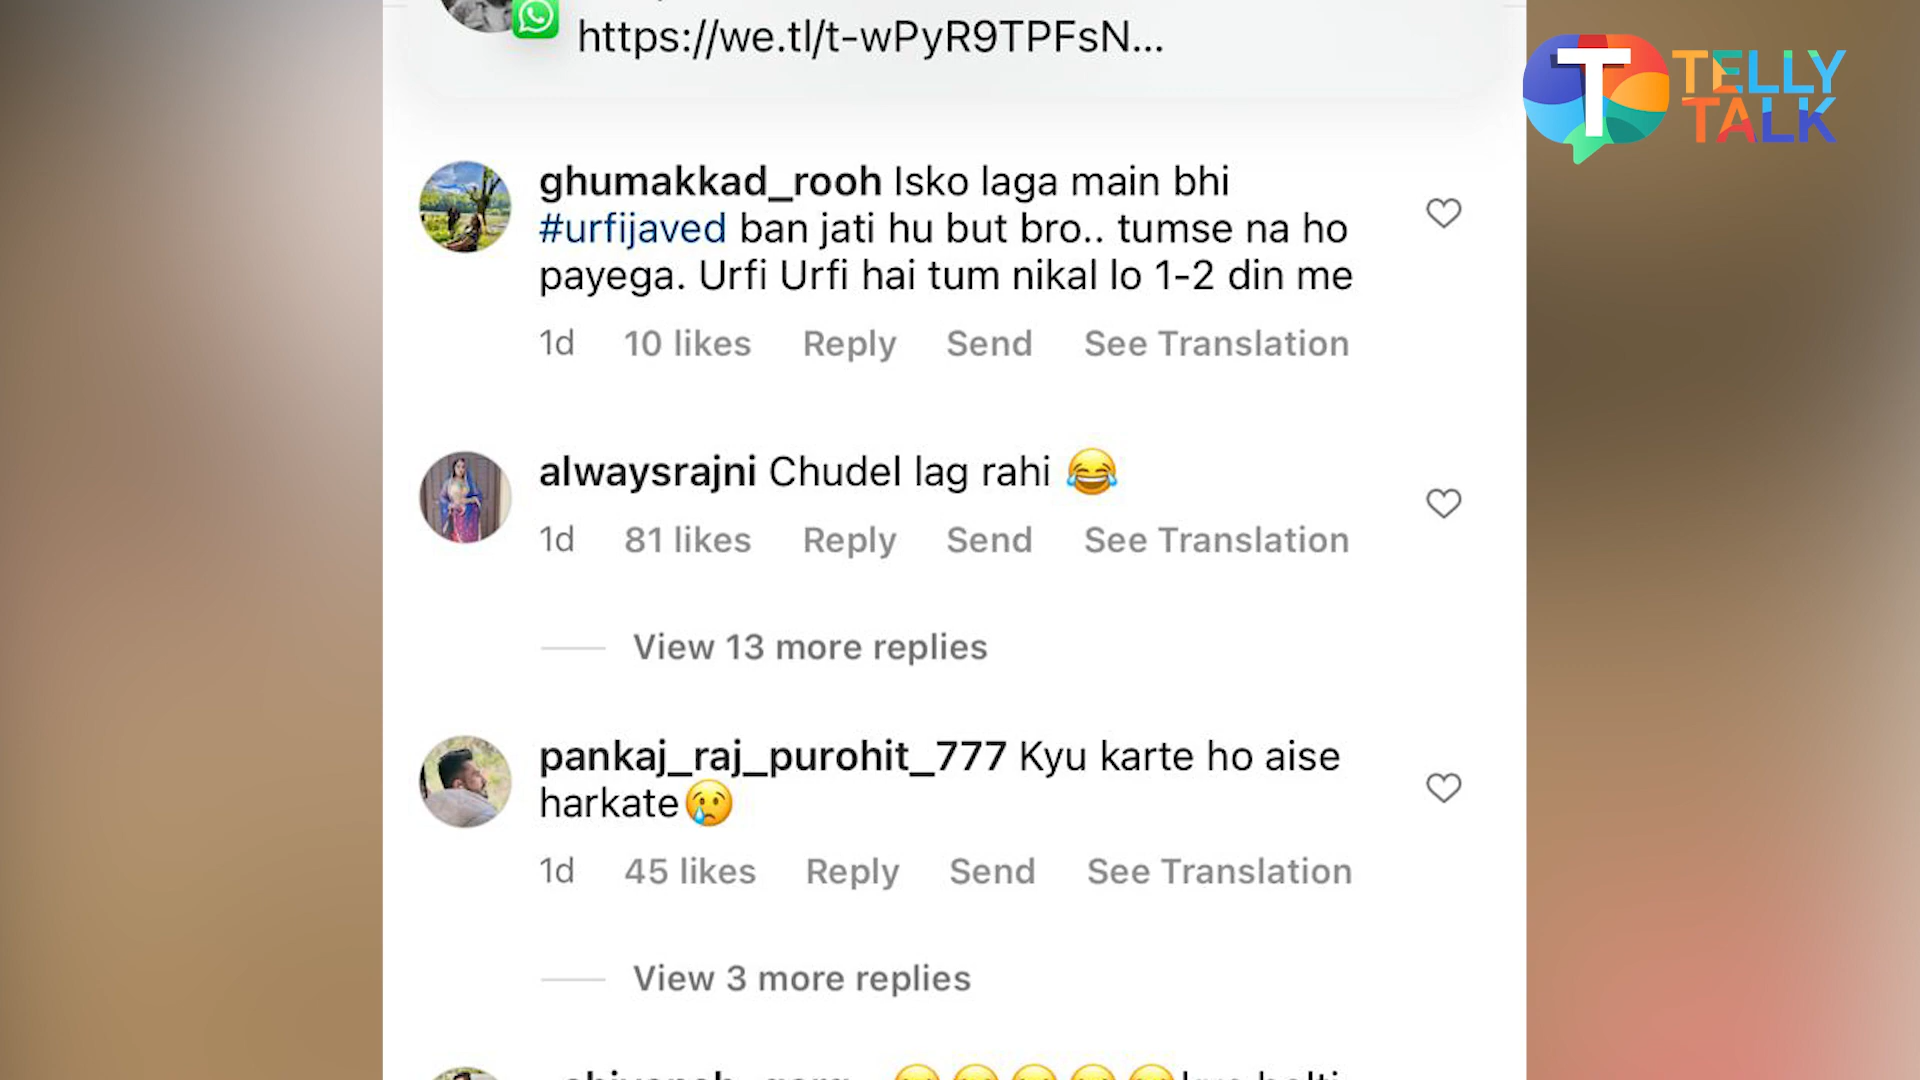 https://we.tl/t-wPyR9TPFsN...
TELLY
TALK
ghumakkad_rooh Isko laga main bhi
#urfijaved ban jati hu but bro.. tumse na ho
payega. Urfi Urfi hai tum nikal lo 1-2 din me
1d 10 likes Reply Send See Translation
alwaysrajni Chudel lag rahi 😂
1d 81 likes Reply Send See Translation
View 13 more replies
pankaj_raj_purohit_777 Kyu karte ho aise
harkate😢
1d 45 likes Reply Send See Translation
View 3 more replies